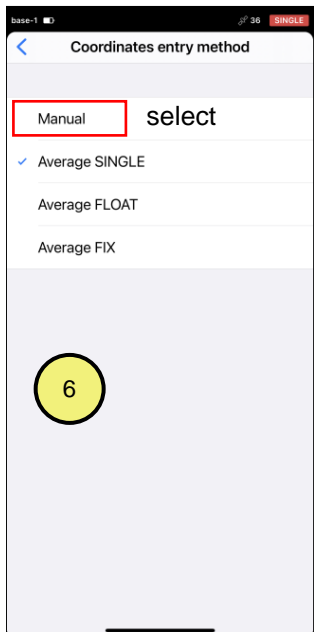 base-1 36 SINGLE
Coordinates entry method
Manual select
Average SINGLE
Average FLOAT
Average FIX
6